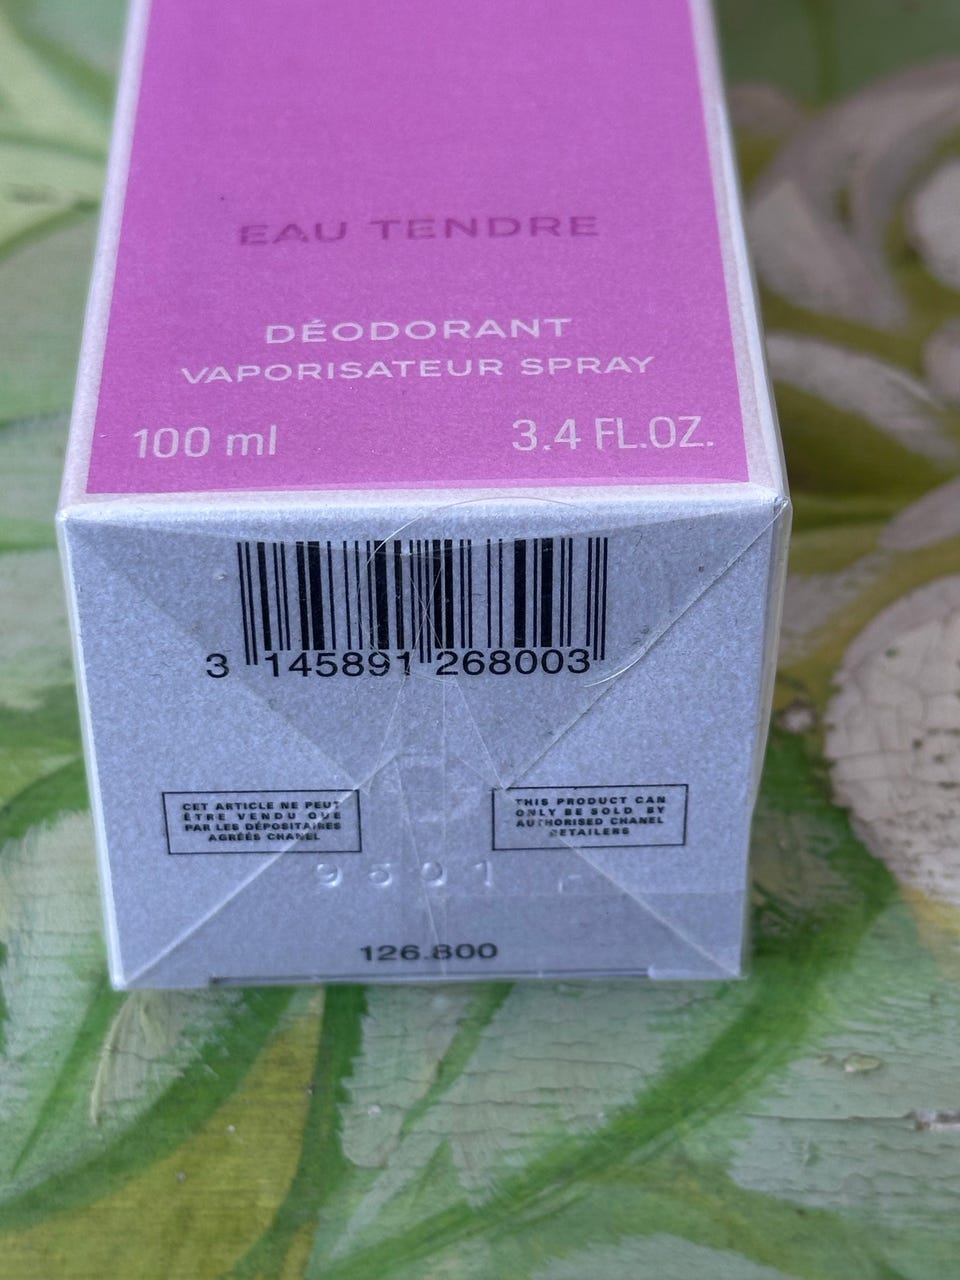 EAU TENDRE
DÉODORANT
VAPORISATEUR SPRAY
100 ml 3.4 FL.OZ.
3 145891 268003
CET ARTICLE NE PEUT
ÊTRE VENDU QUE
PAR LES DÉPOSITAIRES
AGRÉÉS CHANEL
THIS PRODUCT CAN
ONLY BE SOLD BY
AUTHORISED CHANEL
RETAILERS
126.800